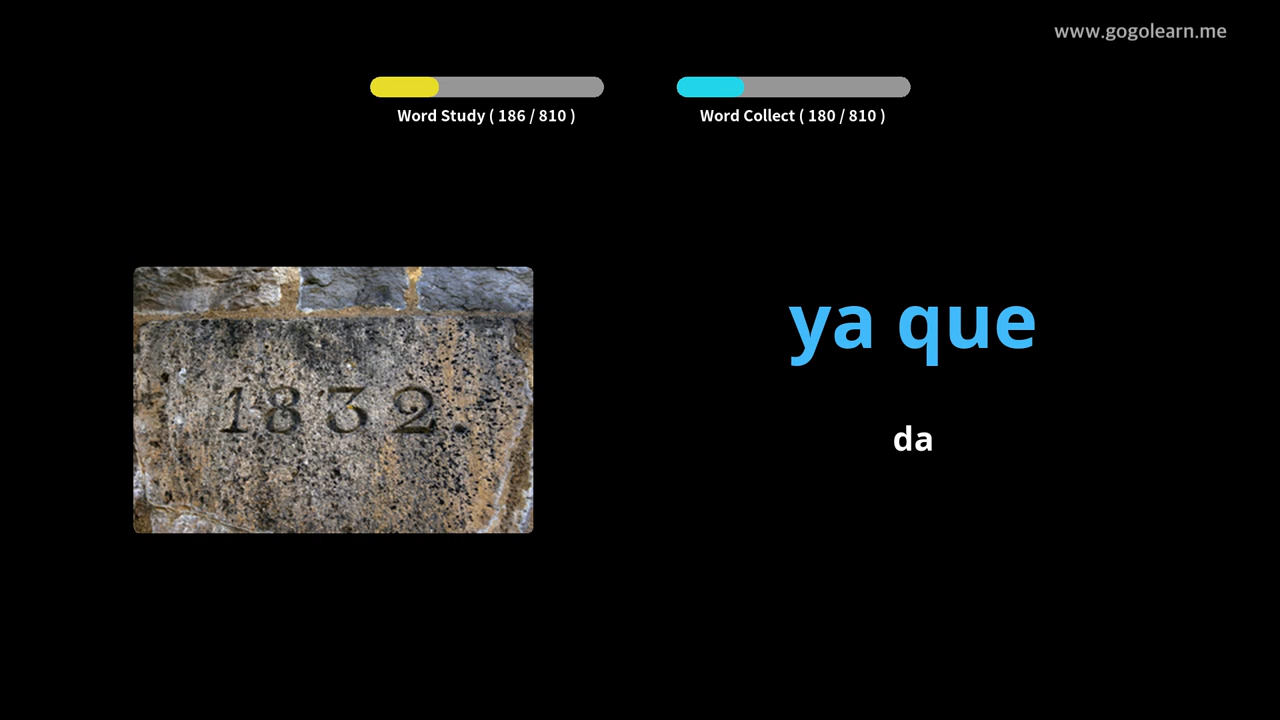 www.gogolearn.me
Word Study ( 186 / 810 )
Word Collect ( 180 / 810 )
1832.
ya que
da